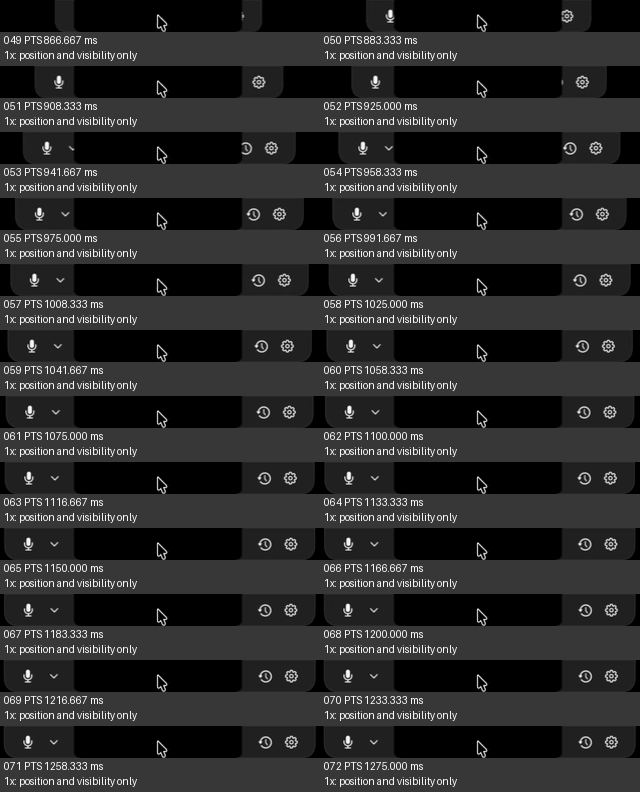 049 PTS 866.667 ms
1x: position and visibility only
050 PTS 883.333 ms
1x: position and visibility only
051 PTS 908.333 ms
1x: position and visibility only
052 PTS 925.000 ms
1x: position and visibility only
053 PTS 941.667 ms
1x: position and visibility only
054 PTS 958.333 ms
1x: position and visibility only
055 PTS 975.000 ms
1x: position and visibility only
056 PTS 991.667 ms
1x: position and visibility only
057 PTS 1008.333 ms
1x: position and visibility only
058 PTS 1025.000 ms
1x: position and visibility only
059 PTS 1041.667 ms
1x: position and visibility only
060 PTS 1058.333 ms
1x: position and visibility only
061 PTS 1075.000 ms
1x: position and visibility only
062 PTS 1100.000 ms
1x: position and visibility only
063 PTS 1116.667 ms
1x: position and visibility only
064 PTS 1133.333 ms
1x: position and visibility only
065 PTS 1150.000 ms
1x: position and visibility only
066 PTS 1166.667 ms
1x: position and visibility only
067 PTS 1183.333 ms
1x: position and visibility only
068 PTS 1200.000 ms
1x: position and visibility only
069 PTS 1216.667 ms
1x: position and visibility only
070 PTS 1233.333 ms
1x: position and visibility only
071 PTS 1258.333 ms
1x: position and visibility only
072 PTS 1275.000 ms
1x: position and visibility only